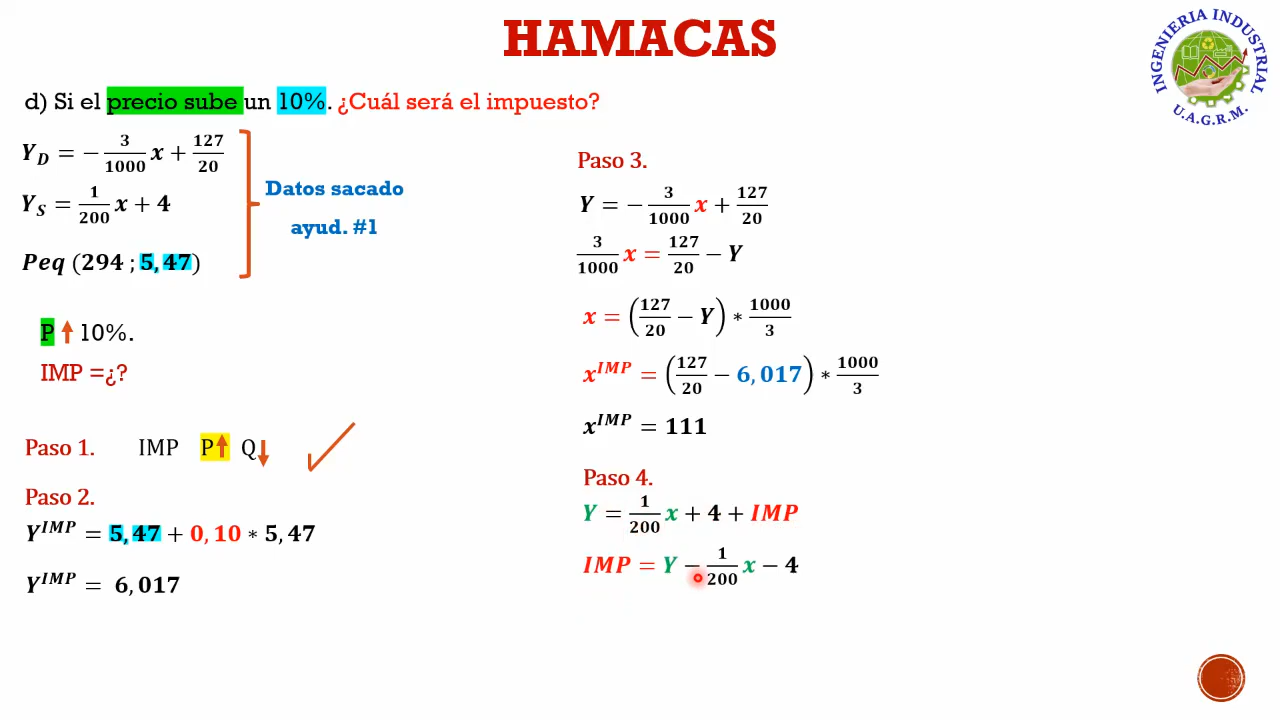 HAMACAS
INGENIERIA INDUSTRIAL
U.A.G.R.M.
d) Si el precio sube un 10%. ¿Cuál será el impuesto?
Y_D = − 3/1000 x + 127/20
Y_S = 1/200 x + 4
Peq (294 ; 5,47)
Datos sacado
ayud. #1
P 10%.
IMP =¿?
Paso 1. IMP P Q
Paso 2.
Y^IMP = 5,47 + 0,10 * 5,47
Y^IMP = 6,017
Paso 3.
Y = − 3/1000 x + 127/20
3/1000 x = 127/20 − Y
x = (127/20 − Y) * 1000/3
x^IMP = (127/20 − 6,017) * 1000/3
x^IMP = 111
Paso 4.
Y = 1/200 x + 4 + IMP
IMP = Y − 1/200 x − 4